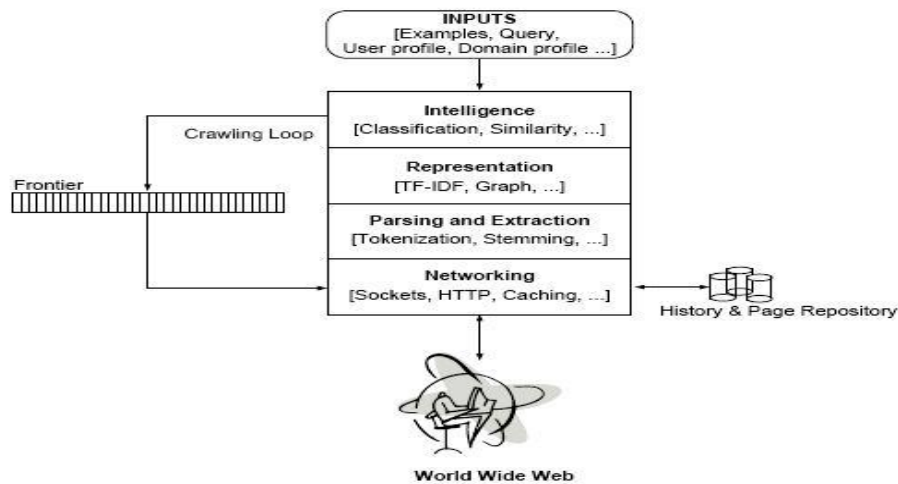 INPUTS
[Examples, Query,
User profile, Domain profile ...]
Intelligence
[Classification, Similarity, ...]
Crawling Loop
Representation
[TF-IDF, Graph, ...]
Frontier
Parsing and Extraction
[Tokenization, Stemming, ...]
Networking
[Sockets, HTTP, Caching, ...]
History & Page Repository
World Wide Web